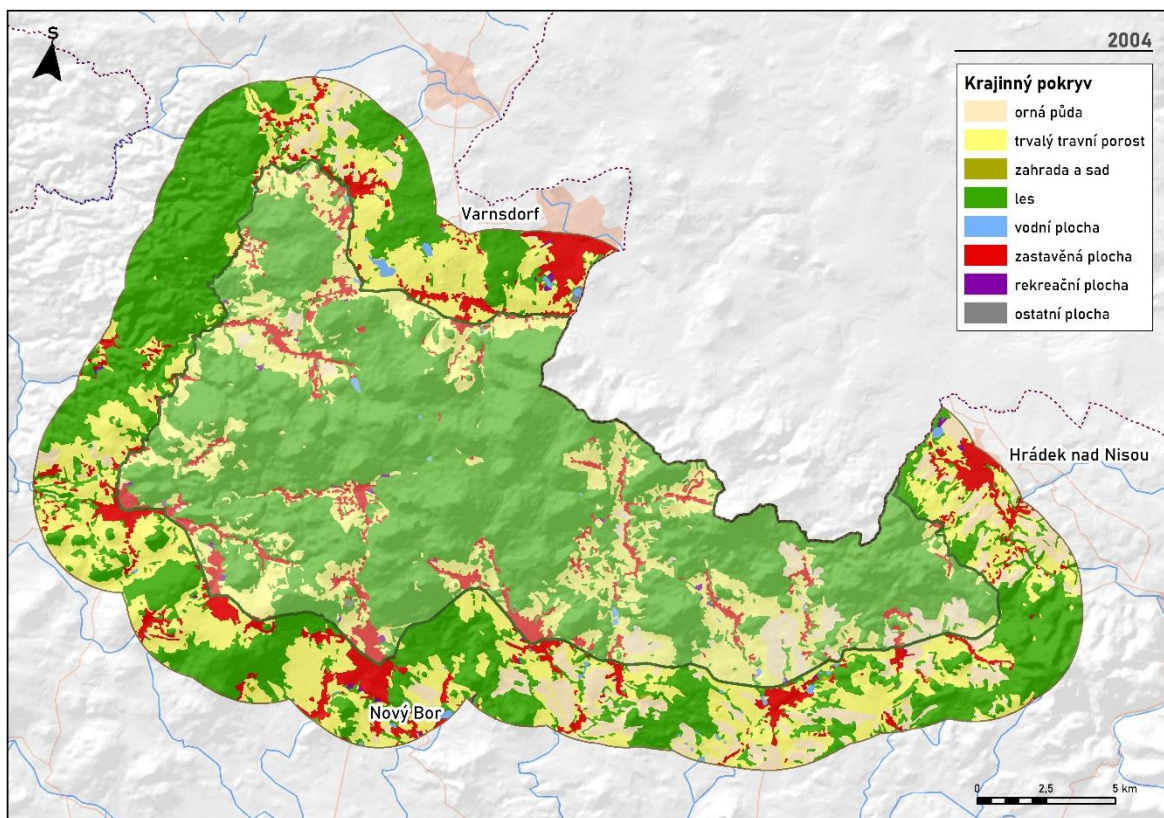 2004
S
Krajinný pokryv
orná půda
trvalý travní porost
zahrada a sad
les
vodní plocha
zastavěná plocha
rekreační plocha
ostatní plocha
Varnsdorf
Hrádek nad Nisou
Nový Bor
0 2,5 5 km